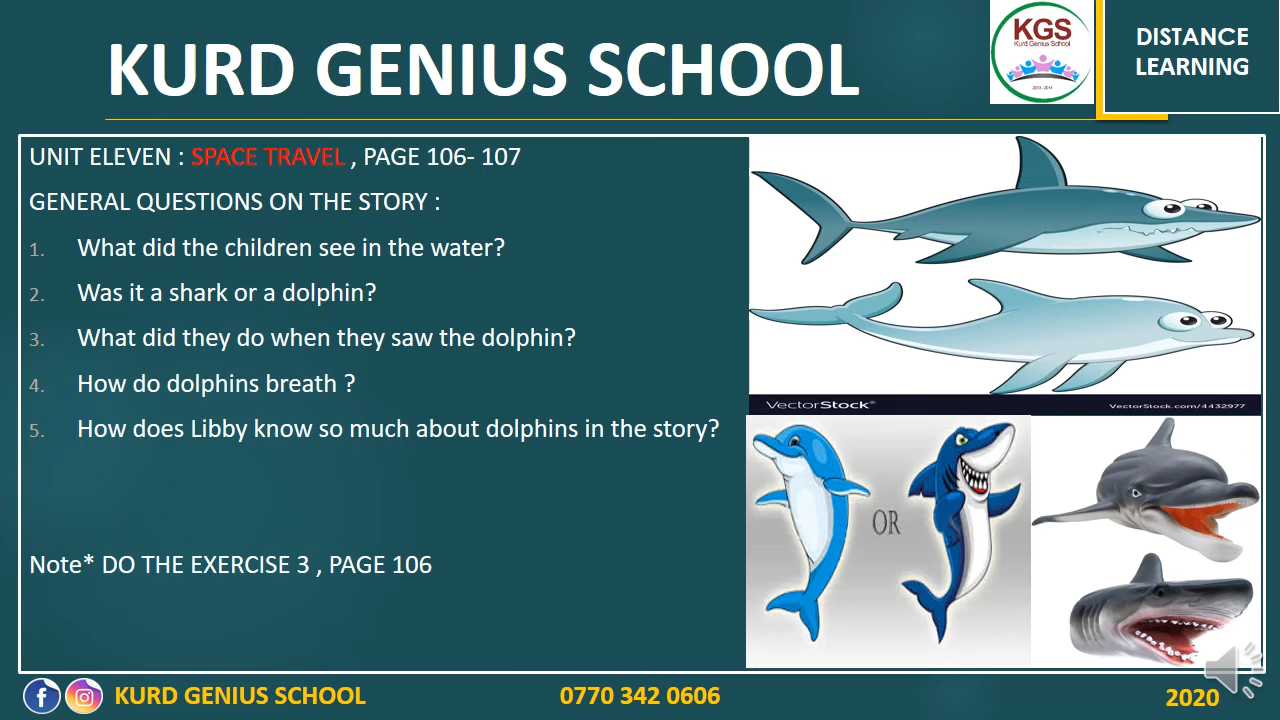 KURD GENIUS SCHOOL
KGS
Kurd Genius School
2013 - 2014
DISTANCE
LEARNING
UNIT ELEVEN : SPACE TRAVEL , PAGE 106- 107
GENERAL QUESTIONS ON THE STORY :
1. What did the children see in the water?
2. Was it a shark or a dolphin?
3. What did they do when they saw the dolphin?
4. How do dolphins breath ?
5. How does Libby know so much about dolphins in the story?
Note* DO THE EXERCISE 3 , PAGE 106
VectorStock®
VectorStock.com/4432977
OR
KURD GENIUS SCHOOL
0770 342 0606
2020